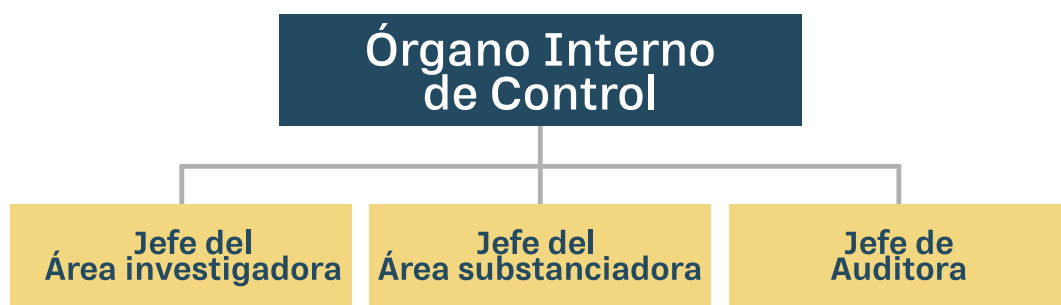 Órgano Interno
de Control
Jefe del
Área investigadora
Jefe del
Área substanciadora
Jefe de
Auditora